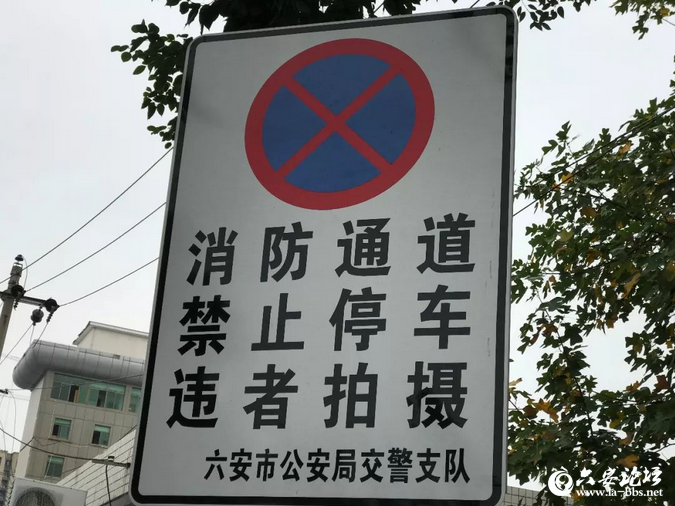 消防通道
禁止停车
违者拍摄
六安市公安局交警支队
六安论坛
www.la-bbs.net